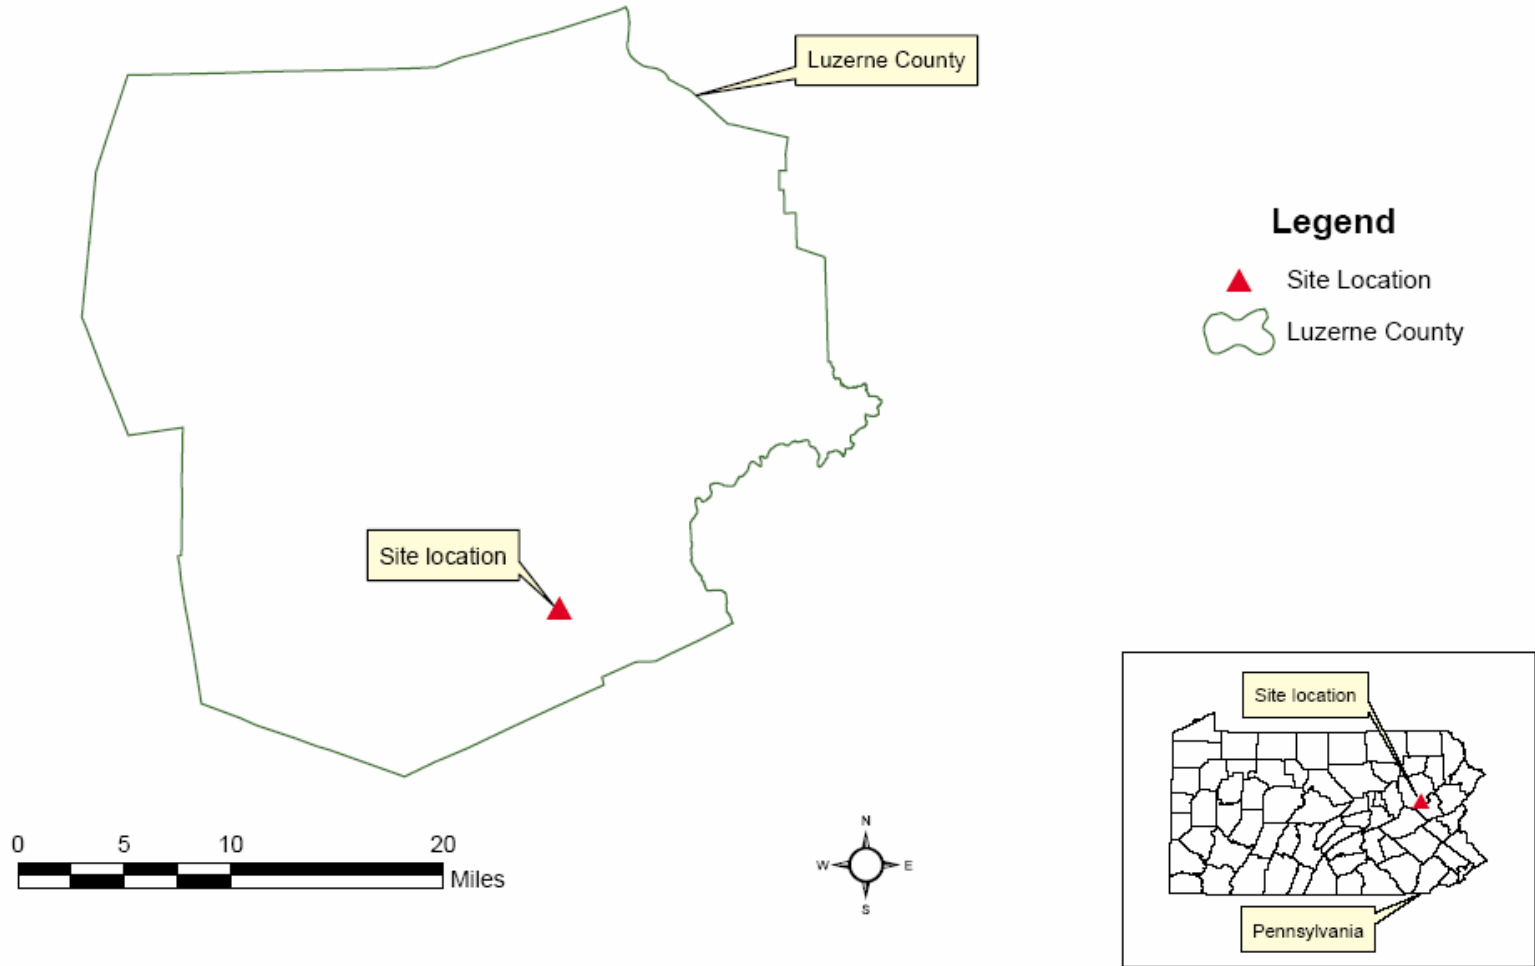 Luzerne County
Legend
Site Location
Luzerne County
Site location
Site location
0 5 10 20
Miles
N
W E
S
Pennsylvania